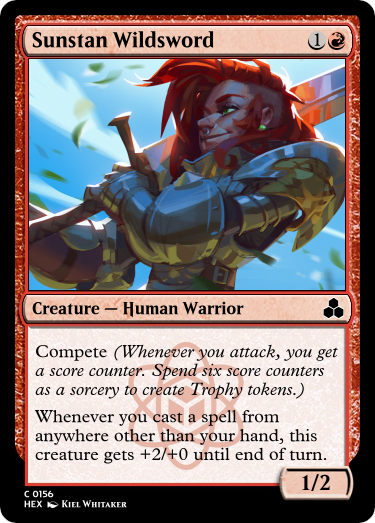 Sunstan Wildsword 1
Creature — Human Warrior
Compete (Whenever you attack, you get
a score counter. Spend six score counters
as a sorcery to create Trophy tokens.)
Whenever you cast a spell from
anywhere other than your hand, this
creature gets +2/+0 until end of turn.
1/2
C 0156
HEX KIEL WHITAKER